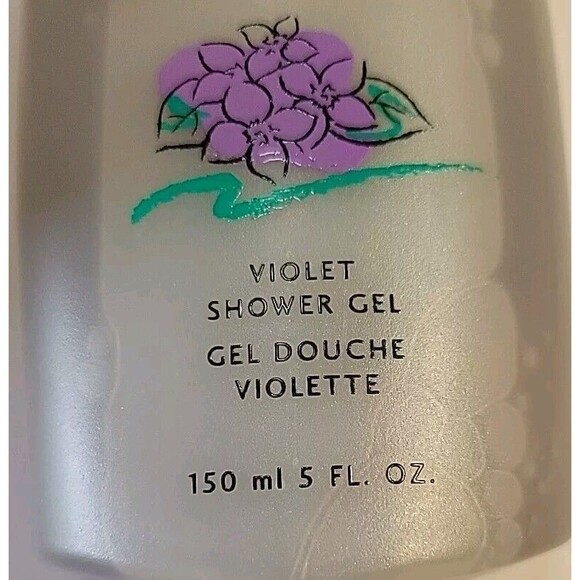 VIOLET
SHOWER GEL
GEL DOUCHE
VIOLETTE
150 ml 5 FL. OZ.